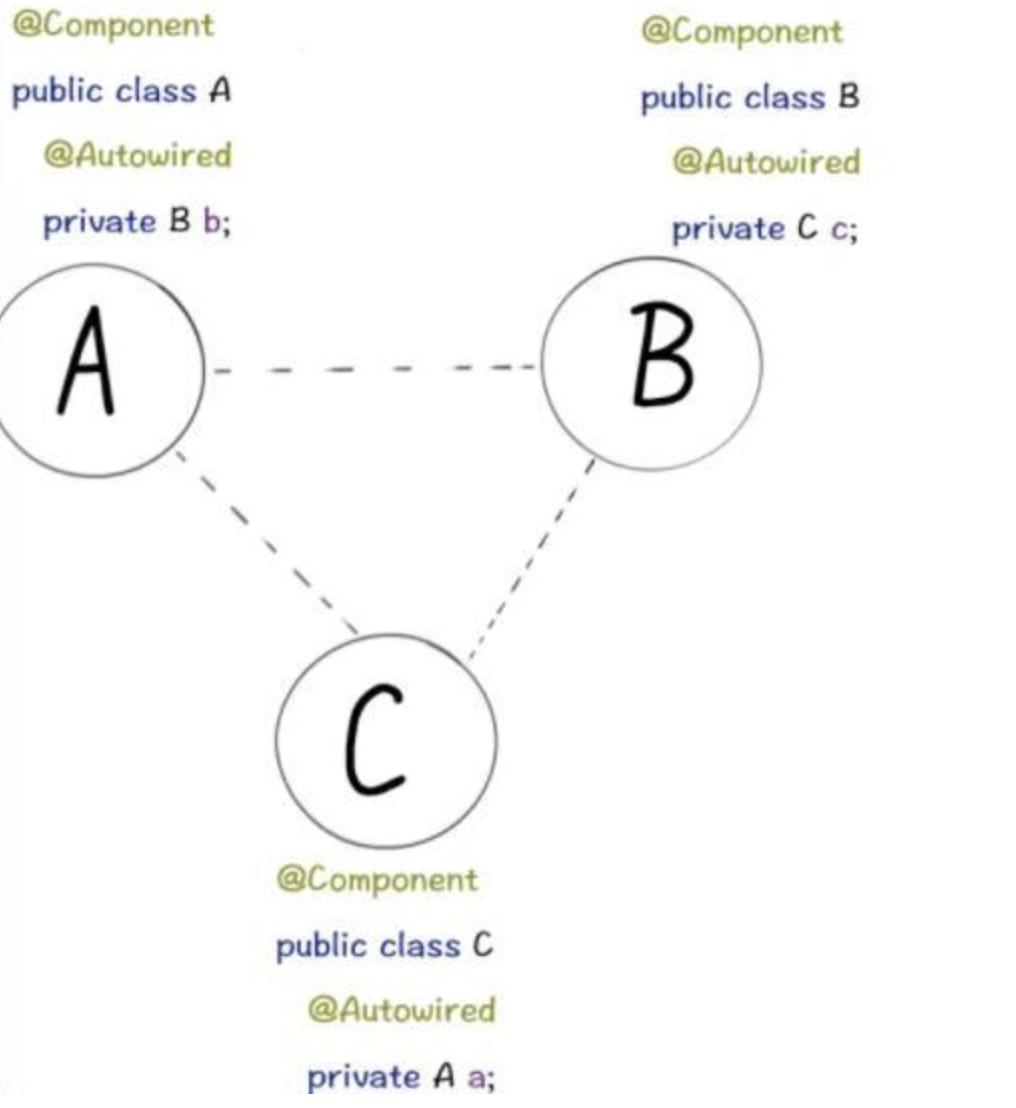 @Component
public class A
@Autowired
private B b;
@Component
public class B
@Autowired
private C c;
A
B
C
@Component
public class C
@Autowired
private A a;